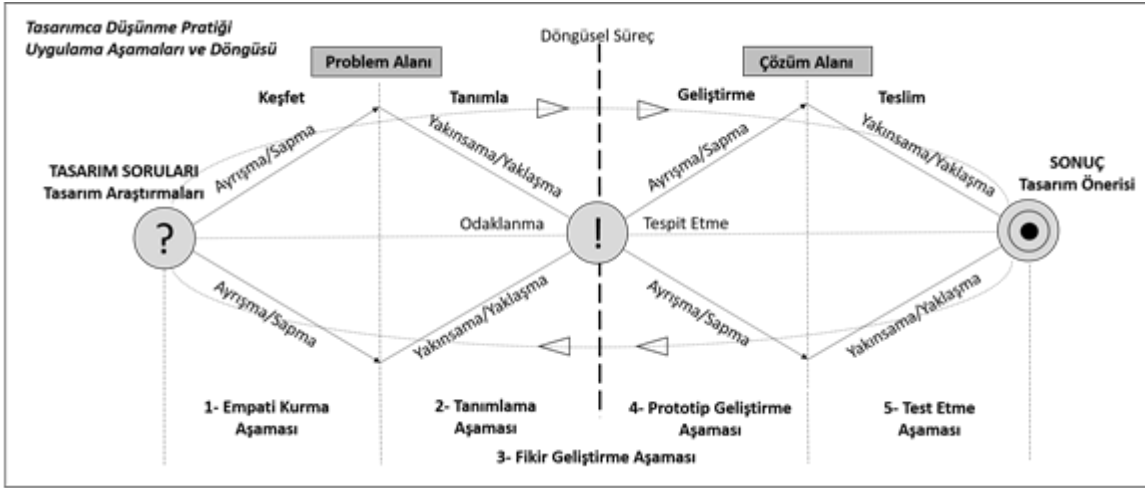 Tasarımca Düşünme Pratiği
Uygulama Aşamaları ve Döngüsü
Döngüsel Süreç
Problem Alanı
Çözüm Alanı
Keşfet
Tanımla
Geliştirme
Teslim
Ayrışma/Sapma
Yakınsama/Yaklaşma
Ayrışma/Sapma
Yakınsama/Yaklaşma
TASARIM SORULARI
Tasarım Araştırmaları
SONUÇ
Tasarım Önerisi
?
Odaklanma
!
Tespit Etme
Ayrışma/Sapma
Yakınsama/Yaklaşma
Ayrışma/Sapma
Yakınsama/Yaklaşma
1- Empati Kurma
Aşaması
2- Tanımlama
Aşaması
4- Prototip Geliştirme
Aşaması
5- Test Etme
Aşaması
3- Fikir Geliştirme Aşaması